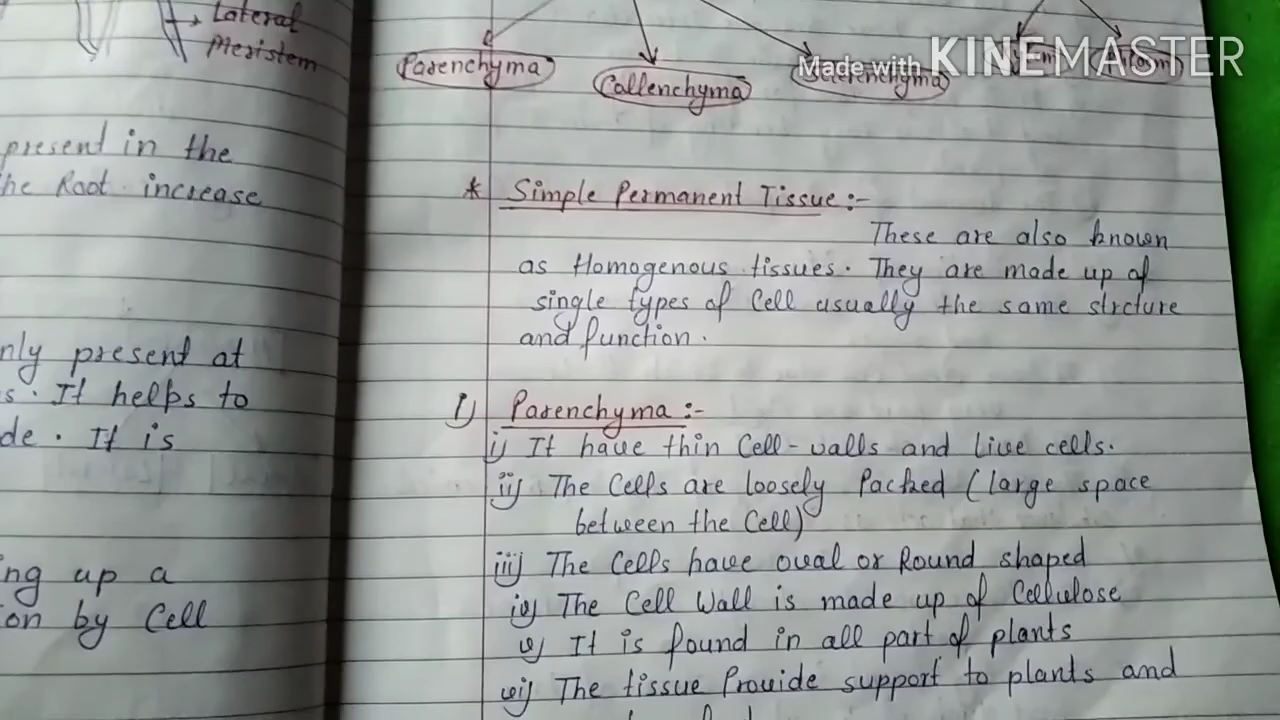 Lateral
Meristem
present in the
he Root increase
nly present at
s. It helps to
de. It is
ng up a
on by Cell
Parenchyma
Collenchyma
Made with KINEMASTER
* Simple Permanent Tissue :-
These are also known
as Homogenous tissues. They are made up of
single types of Cell usually the same strcture
and function.
1) Parenchyma :-
i) It have thin Cell-walls and live cells.
ii) The Cells are loosely Packed (large space
between the Cell)
iii) The Cells have oval or Round shaped
iv) The Cell Wall is made up of Cellulose
v) It is found in all part of plants
vi) The tissue Provide support to plants and